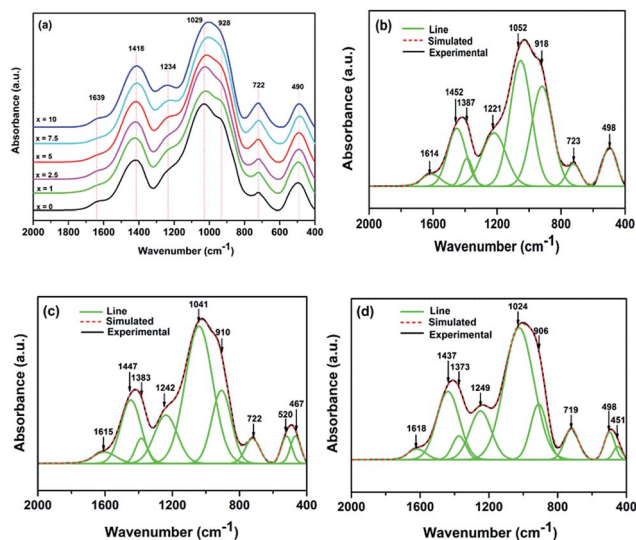 (a)
1029 928
1418
1234
1639
722
490
x = 10
x = 7.5
x = 5
x = 2.5
x = 1
x = 0
Absorbance (a.u.)
2000 1800 1600 1400 1200 1000 800 600 400
Wavenumber (cm-1)
(b)
Line
Simulated
Experimental
1052
918
1452
1387
1221
1614
723
498
Absorbance (a.u.)
2000 1600 1200 800 400
Wavenumber (cm-1)
(c)
Line
Simulated
Experimental
1041
910
1447
1383
1242
1615
722
520
467
Absorbance (a.u.)
2000 1600 1200 800 400
Wavenumber (cm-1)
(d)
Line
Simulated
Experimental
1024
906
1437
1373
1249
1618
719
498
451
Absorbance (a.u.)
2000 1600 1200 800 400
Wavenumber (cm-1)